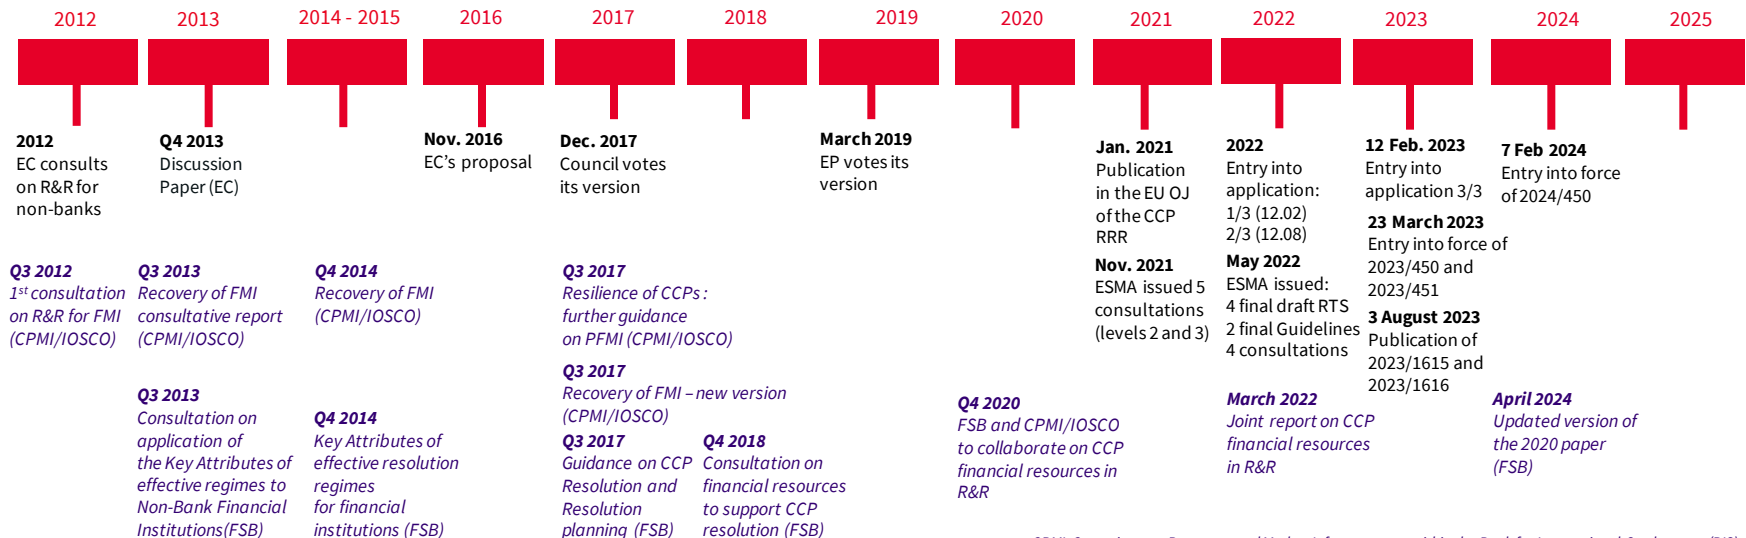 2012
2013
2014 - 2015
2016
2017
2018
2019
2020
2021
2022
2023
2024
2025
2012
EC consults
on R&R for
non-banks
Q4 2013
Discussion
Paper (EC)
Nov. 2016
EC's proposal
Dec. 2017
Council votes
its version
March 2019
EP votes its
version
Jan. 2021
Publication
in the EU OJ
of the CCP
RRR
Nov. 2021
ESMA issued 5
consultations
(levels 2 and 3)
2022
Entry into
application:
1/3 (12.02)
2/3 (12.08)
May 2022
ESMA issued:
4 final draft RTS
2 final Guidelines
4 consultations
12 Feb. 2023
Entry into
application 3/3
23 March 2023
Entry into force of
2023/450 and
2023/451
3 August 2023
Publication of
2023/1615 and
2023/1616
7 Feb 2024
Entry into force
of 2024/450
Q3 2012
1st consultation
on R&R for FMI
(CPMI/IOSCO)
Q3 2013
Recovery of FMI
consultative report
(CPMI/IOSCO)
Q3 2013
Consultation on
application of
the Key Attributes of
effective regimes to
Non-Bank Financial
Institutions(FSB)
Q4 2014
Recovery of FMI
(CPMI/IOSCO)
Q4 2014
Key Attributes of
effective resolution
regimes
for financial
institutions (FSB)
Q3 2017
Resilience of CCPs :
further guidance
on PFMI (CPMI/IOSCO)
Q3 2017
Recovery of FMI – new version
(CPMI/IOSCO)
Q3 2017
Guidance on CCP
Resolution and
Resolution
planning (FSB)
Q4 2018
Consultation on
financial resources
to support CCP
resolution (FSB)
Q4 2020
FSB and CPMI/IOSCO
to collaborate on CCP
financial resources in
R&R
March 2022
Joint report on CCP
financial resources
in R&R
April 2024
Updated version of
the 2020 paper
(FSB)